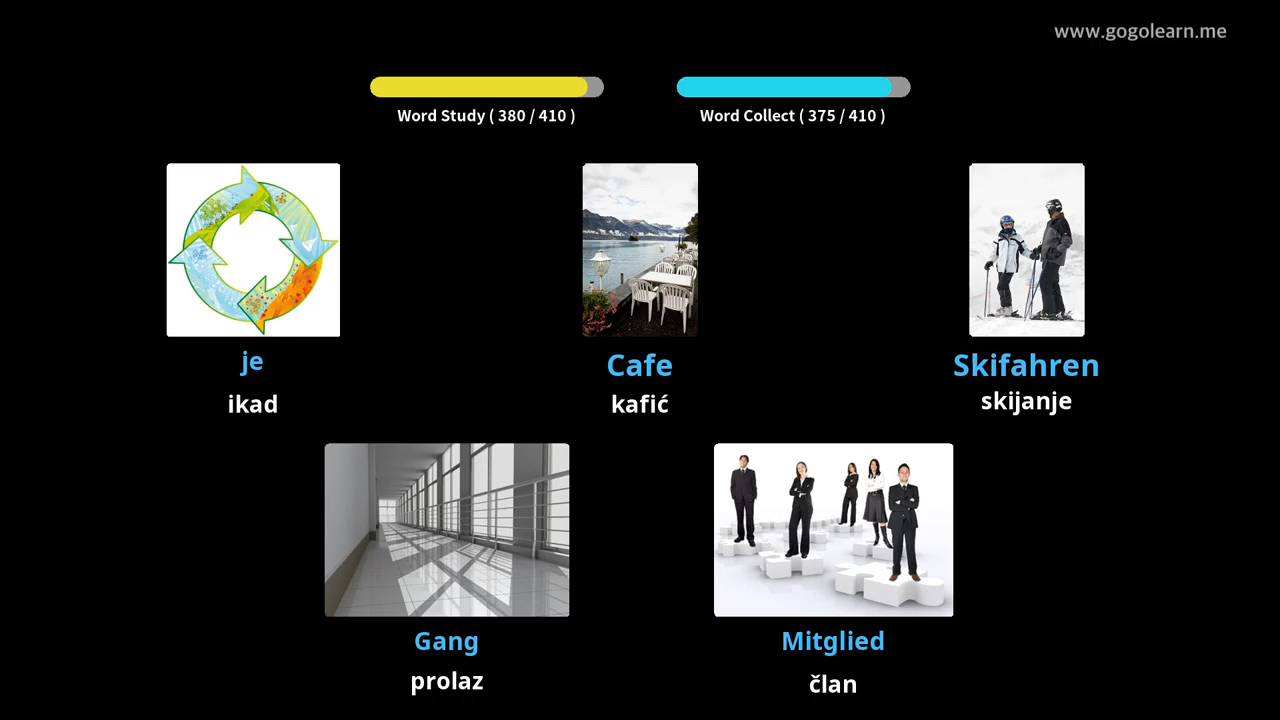 www.gogolearn.me
Word Study ( 380 / 410 )
Word Collect ( 375 / 410 )
je
Cafe
Skifahren
ikad
kafić
skijanje
Gang
Mitglied
prolaz
član